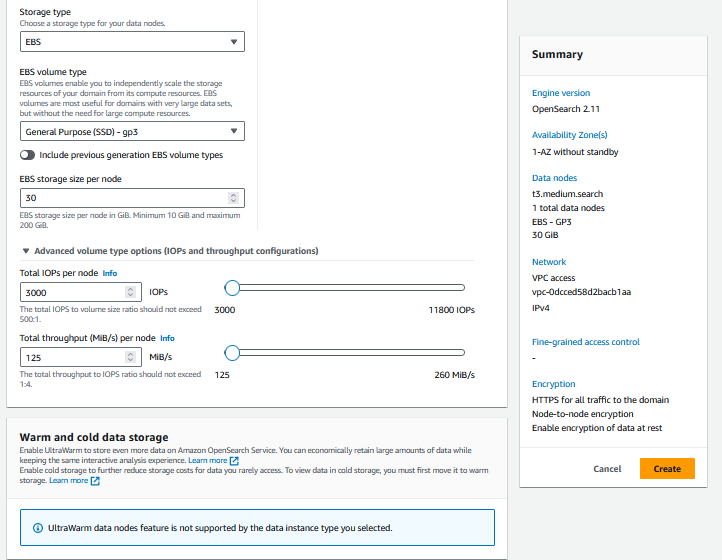 Storage type
Choose a storage type for your data nodes.
EBS
EBS volume type
EBS volumes enable you to independently scale the storage
resources of your domain from its compute resources. EBS
volumes are most useful for domains with very large data sets,
but without the need for large compute resources.
General Purpose (SSD) - gp3
Include previous generation EBS volume types
EBS storage size per node
30
EBS storage size per node in GiB. Minimum 10 GiB and maximum
200 GiB.
Advanced volume type options (IOPs and throughput configurations)
Total IOPs per node Info
3000 IOPs
The total IOPS to volume size ratio should not exceed
500:1.
3000 11800 IOPs
Total throughput (MiB/s) per node Info
125 MiB/s
The total throughput to IOPS ratio should not exceed
1:4.
125 260 MiB/s
Warm and cold data storage
Enable UltraWarm to store even more data on Amazon OpenSearch Service. You can economically retain large amounts of data while
keeping the same interactive analysis experience. Learn more
Enable cold storage to further reduce storage costs for data you rarely access. To view data in cold storage, you must first move it to warm
storage. Learn more
UltraWarm data nodes feature is not supported by the data instance type you selected.
Summary
Engine version
OpenSearch 2.11
Availability Zone(s)
1-AZ without standby
Data nodes
t3.medium.search
1 total data nodes
EBS - GP3
30 GiB
Network
VPC access
vpc-0dcced58d2bacb1aa
IPv4
Fine-grained access control
-
Encryption
HTTPS for all traffic to the domain
Node-to-node encryption
Enable encryption of data at rest
Cancel Create